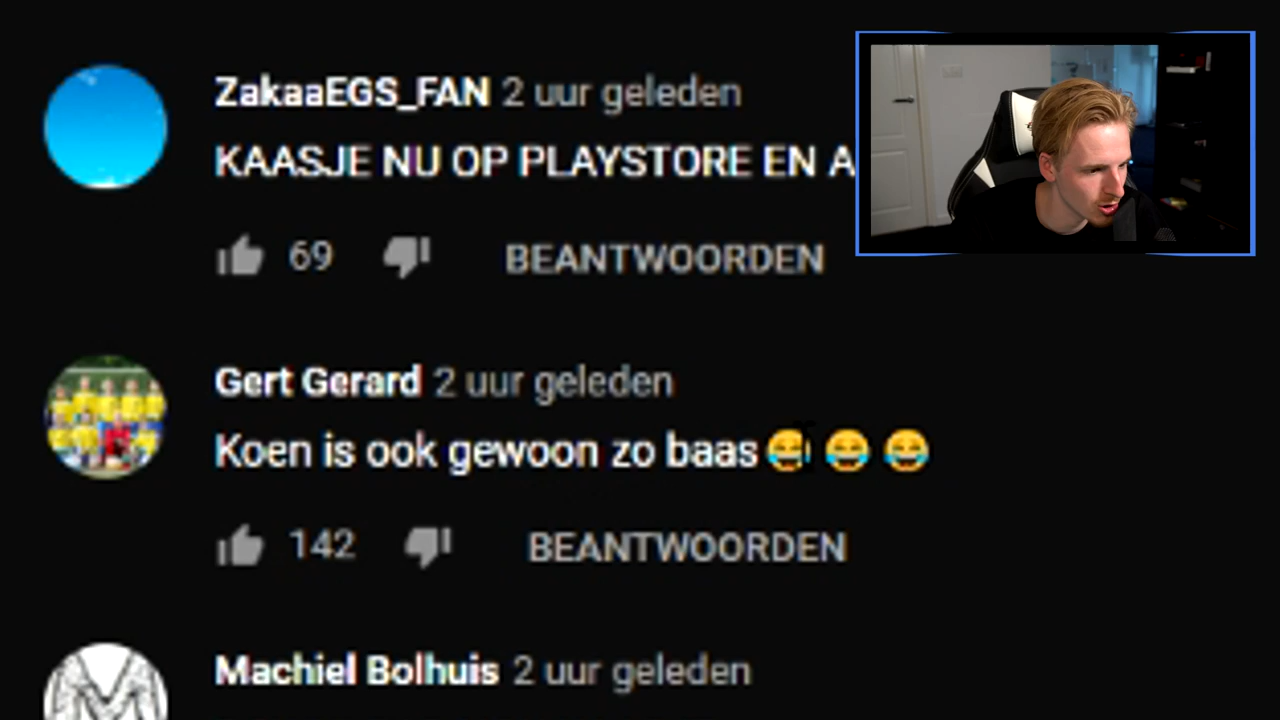 ZakaaEGS_FAN 2 uur geleden
KAASJE NU OP PLAYSTORE EN A
69 BEANTWOORDEN
Gert Gerard 2 uur geleden
Koen is ook gewoon zo baas😂 😂 😂
142 BEANTWOORDEN
Machiel Bolhuis 2 uur geleden